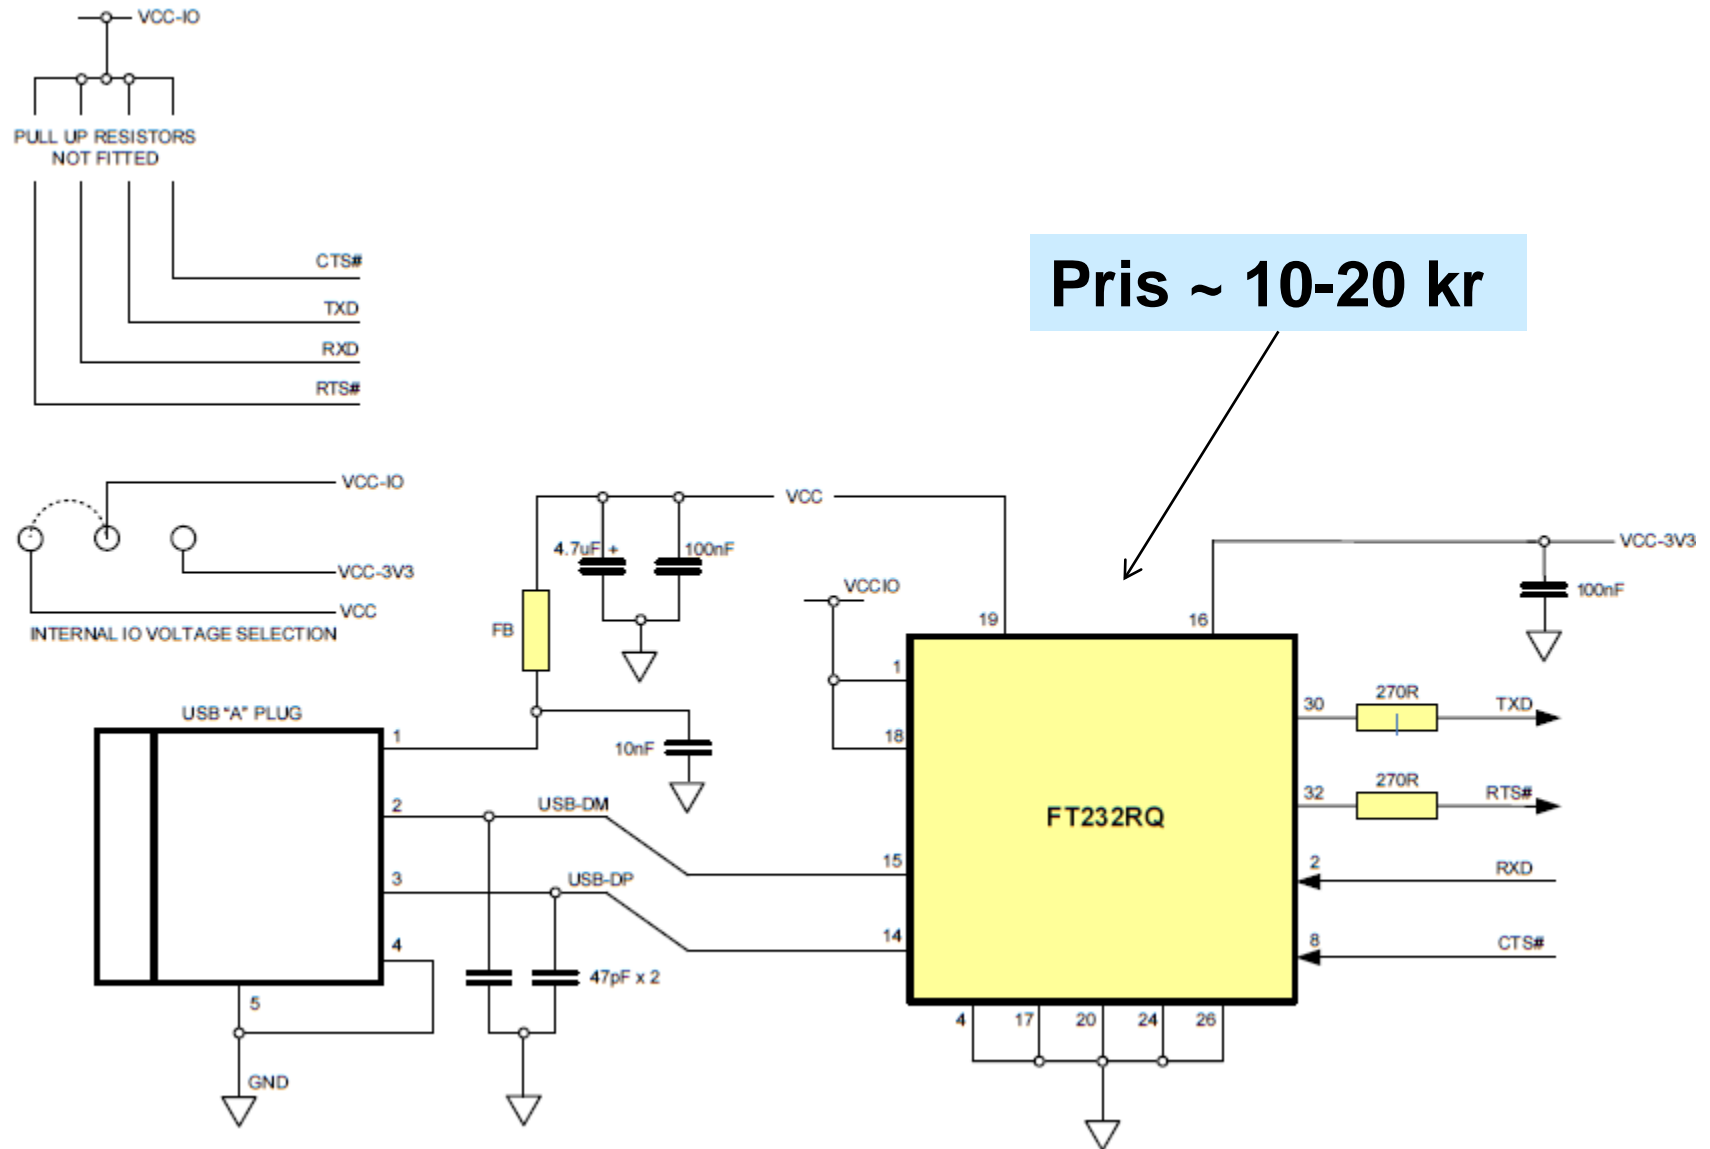 VCC-IO
PULL UP RESISTORS
NOT FITTED
CTS#
TXD
RXD
RTS#
Pris ~ 10-20 kr
VCC-IO
VCC-3V3
VCC
INTERNAL IO VOLTAGE SELECTION
VCC
4.7uF +
100nF
FB
VCCIO
VCC-3V3
100nF
19
16
1
18
15
14
FT232RQ
30
270R
TXD
32
270R
RTS#
2
RXD
8
CTS#
4
17
20
24
26
USB "A" PLUG
1
10nF
2
USB-DM
3
USB-DP
4
47pF x 2
5
GND